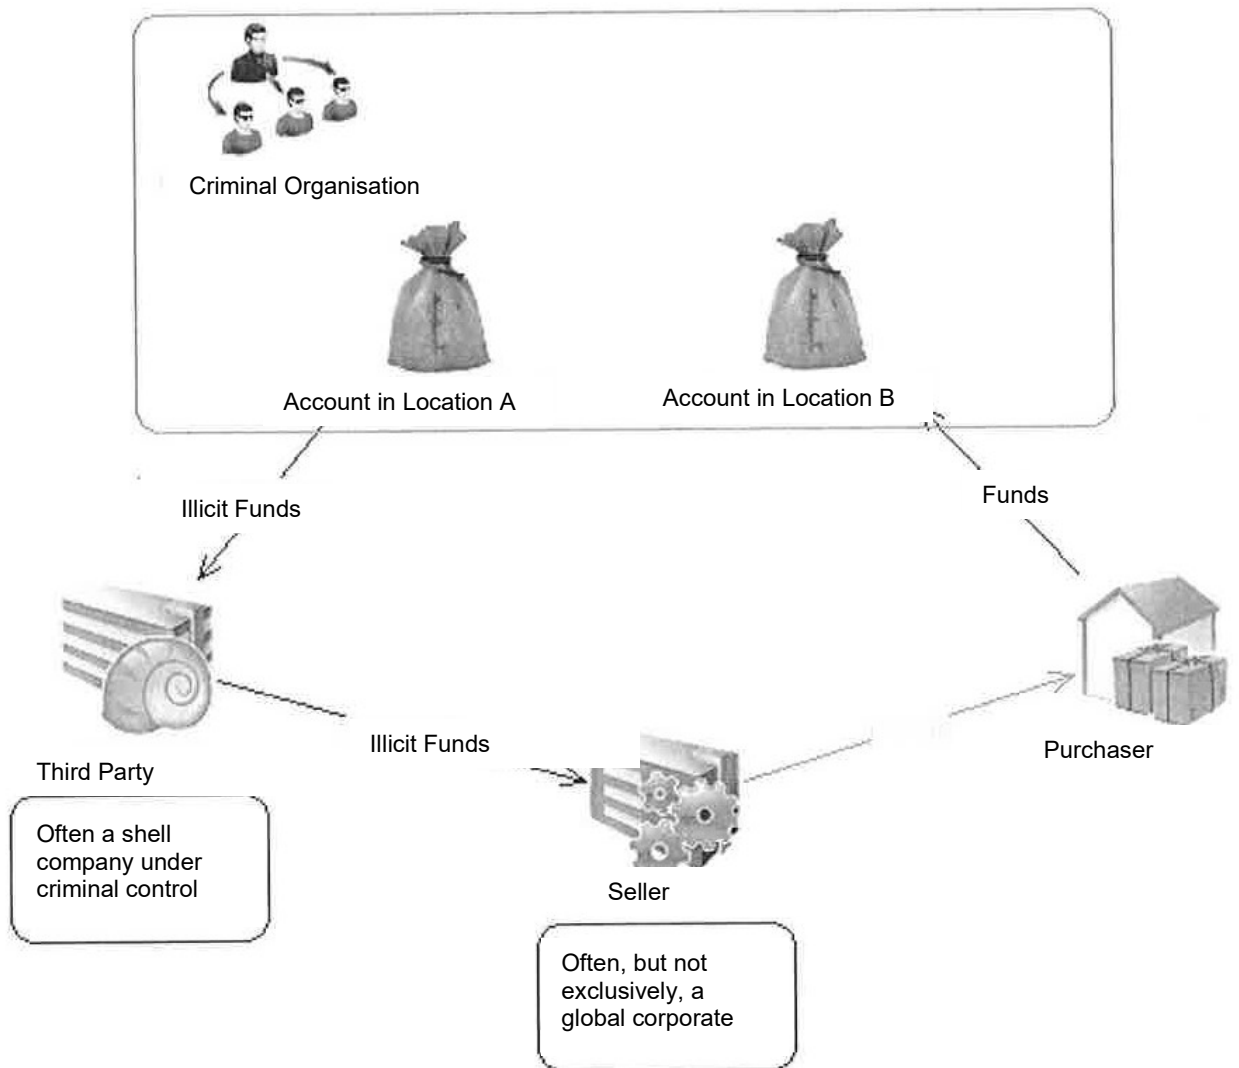 Criminal Organisation
Account in Location A
Account in Location B
Illicit Funds
Funds
Illicit Funds
Purchaser
Third Party
Often a shell
company under
criminal control
Seller
Often, but not
exclusively, a
global corporate